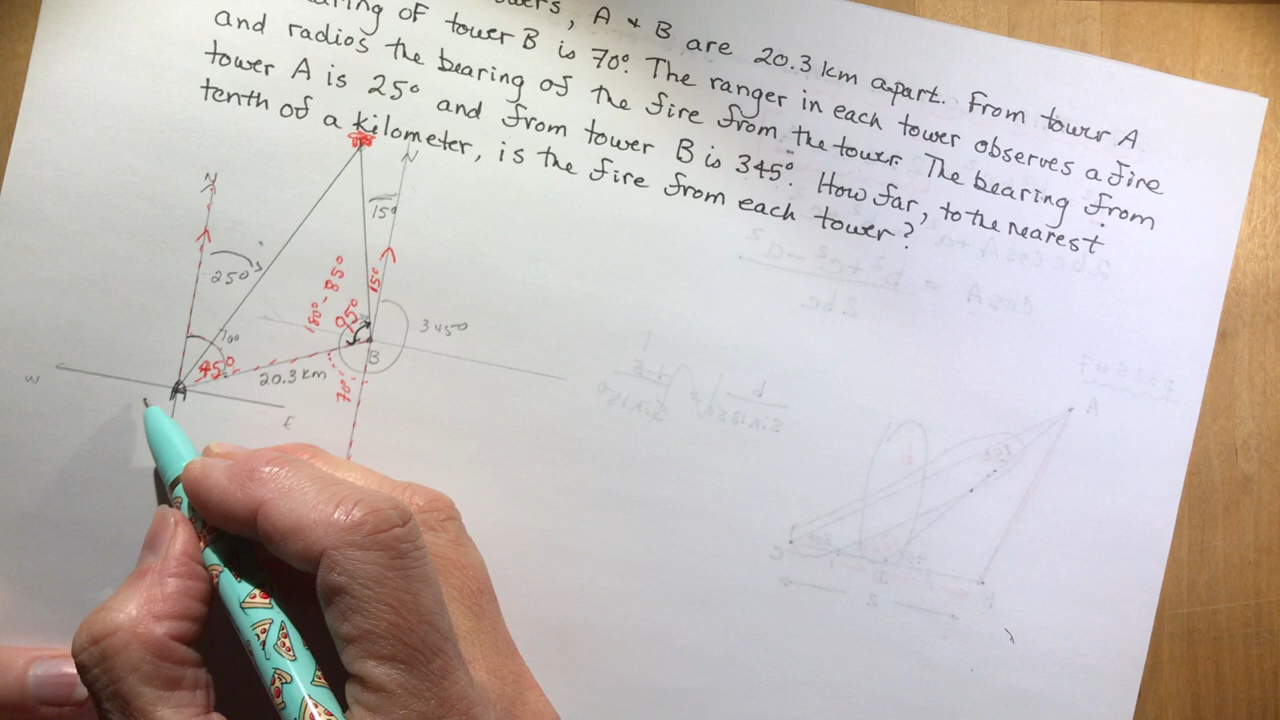 of tower B is 70°. The ranger in each tower observes a fire
A & B are 20.3 km apart. From tower A
and radios the bearing of the fire from the tower. The bearing from
tower A is 25° and from tower B is 345°. How far, to the nearest
tenth of a kilometer, is the fire from each tower?
N
N
15°
25°
180°-85°
95°
15°
345°
70°
45°
B
20.3 km
70°
W
A
E